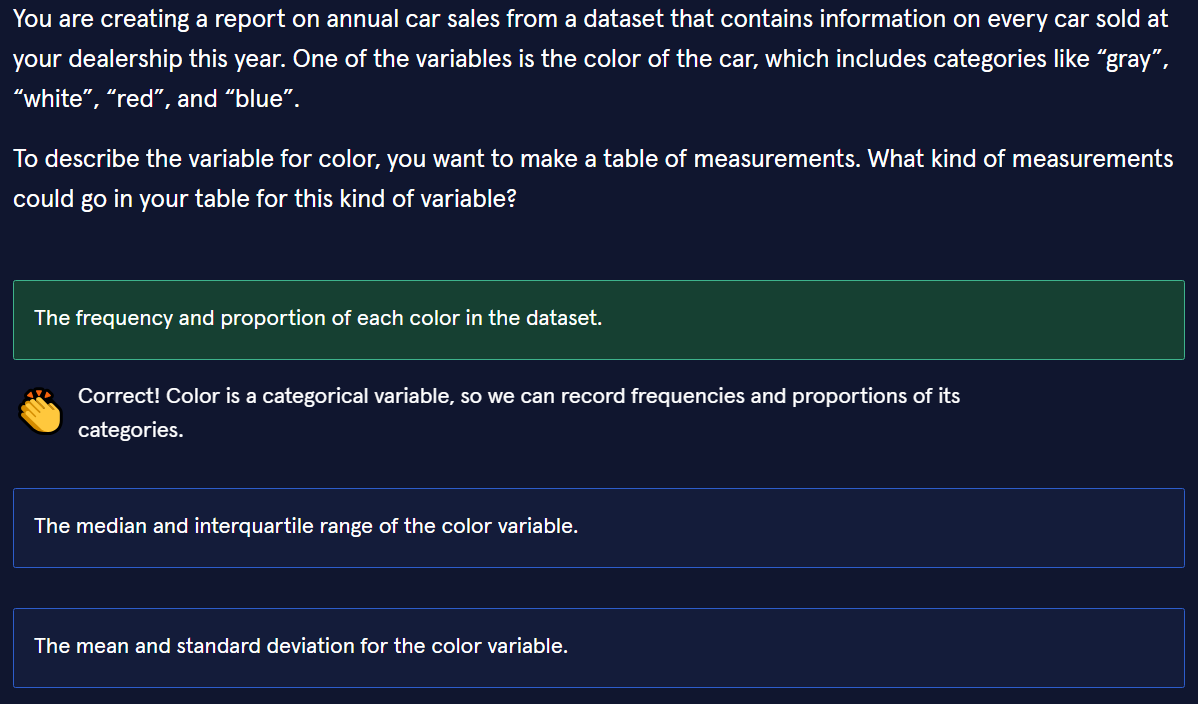 You are creating a report on annual car sales from a dataset that contains information on every car sold at
your dealership this year. One of the variables is the color of the car, which includes categories like “gray”,
“white”, “red”, and “blue”.
To describe the variable for color, you want to make a table of measurements. What kind of measurements
could go in your table for this kind of variable?
The frequency and proportion of each color in the dataset.
Correct! Color is a categorical variable, so we can record frequencies and proportions of its
categories.
The median and interquartile range of the color variable.
The mean and standard deviation for the color variable.